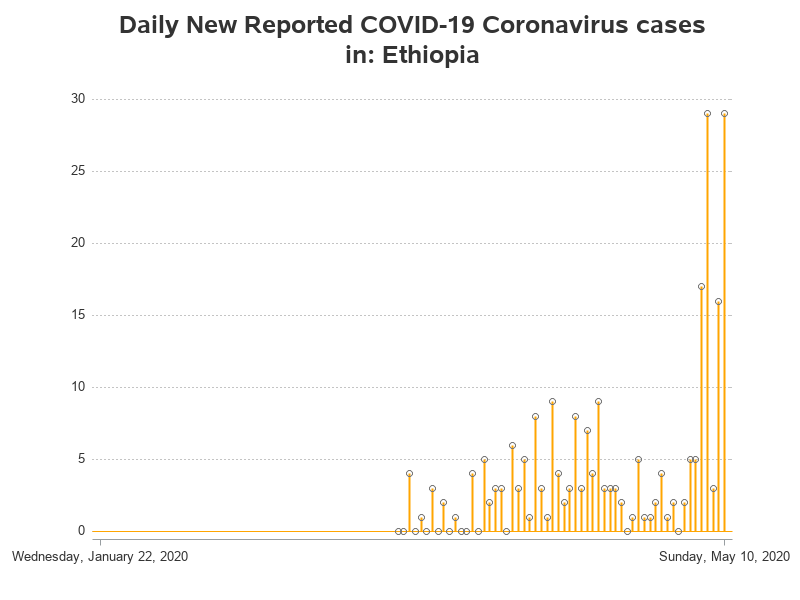 Daily New Reported COVID-19 Coronavirus cases
in: Ethiopia
30
25
20
15
10
5
0
Wednesday, January 22, 2020 Sunday, May 10, 2020